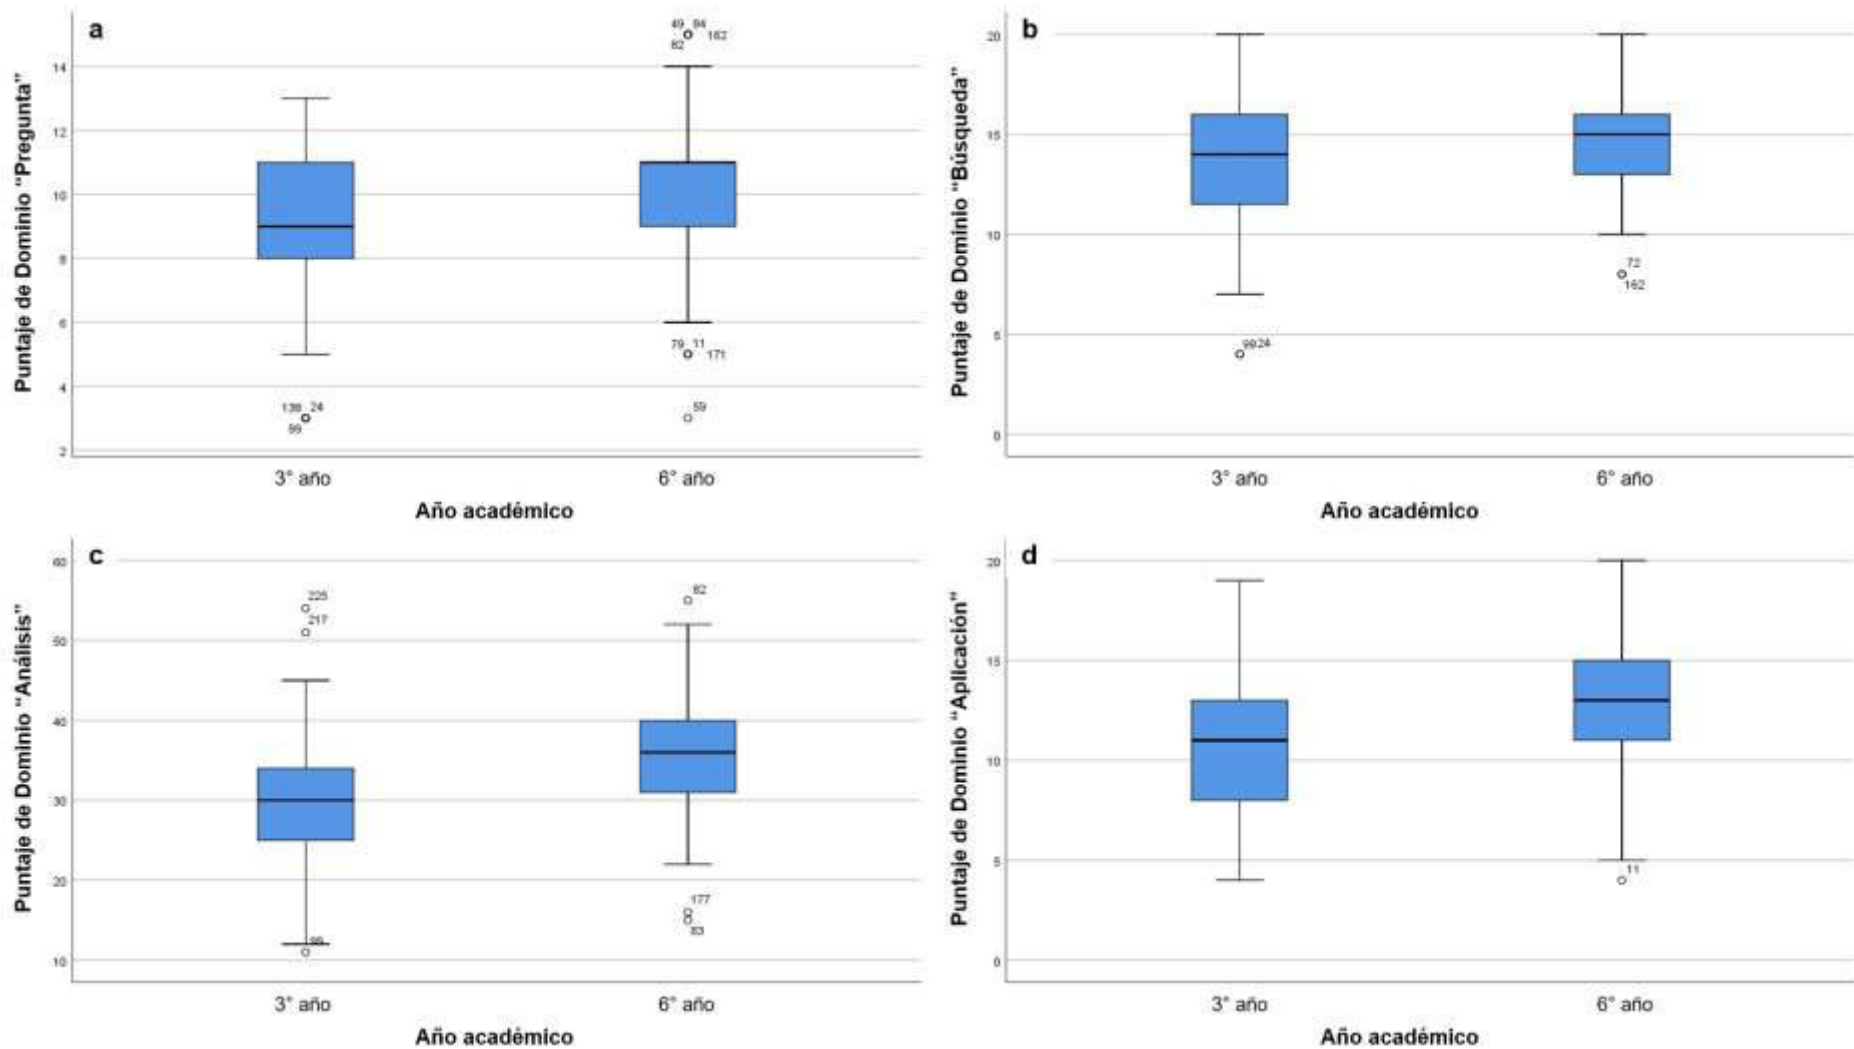 a
Puntaje de Dominio "Pregunta"
14
12
10
8
6
4
2
49 94
82 162
79 11
171
59
138 24
99
3° año 6° año
Año académico
b
Puntaje de Dominio "Búsqueda"
20
15
10
5
0
9924
72
162
3° año 6° año
Año académico
c
Puntaje de Dominio "Análisis"
60
50
40
30
20
10
225
217
99
82
177
83
3° año 6° año
Año académico
d
Puntaje de Dominio "Aplicación"
20
15
10
5
0
11
3° año 6° año
Año académico